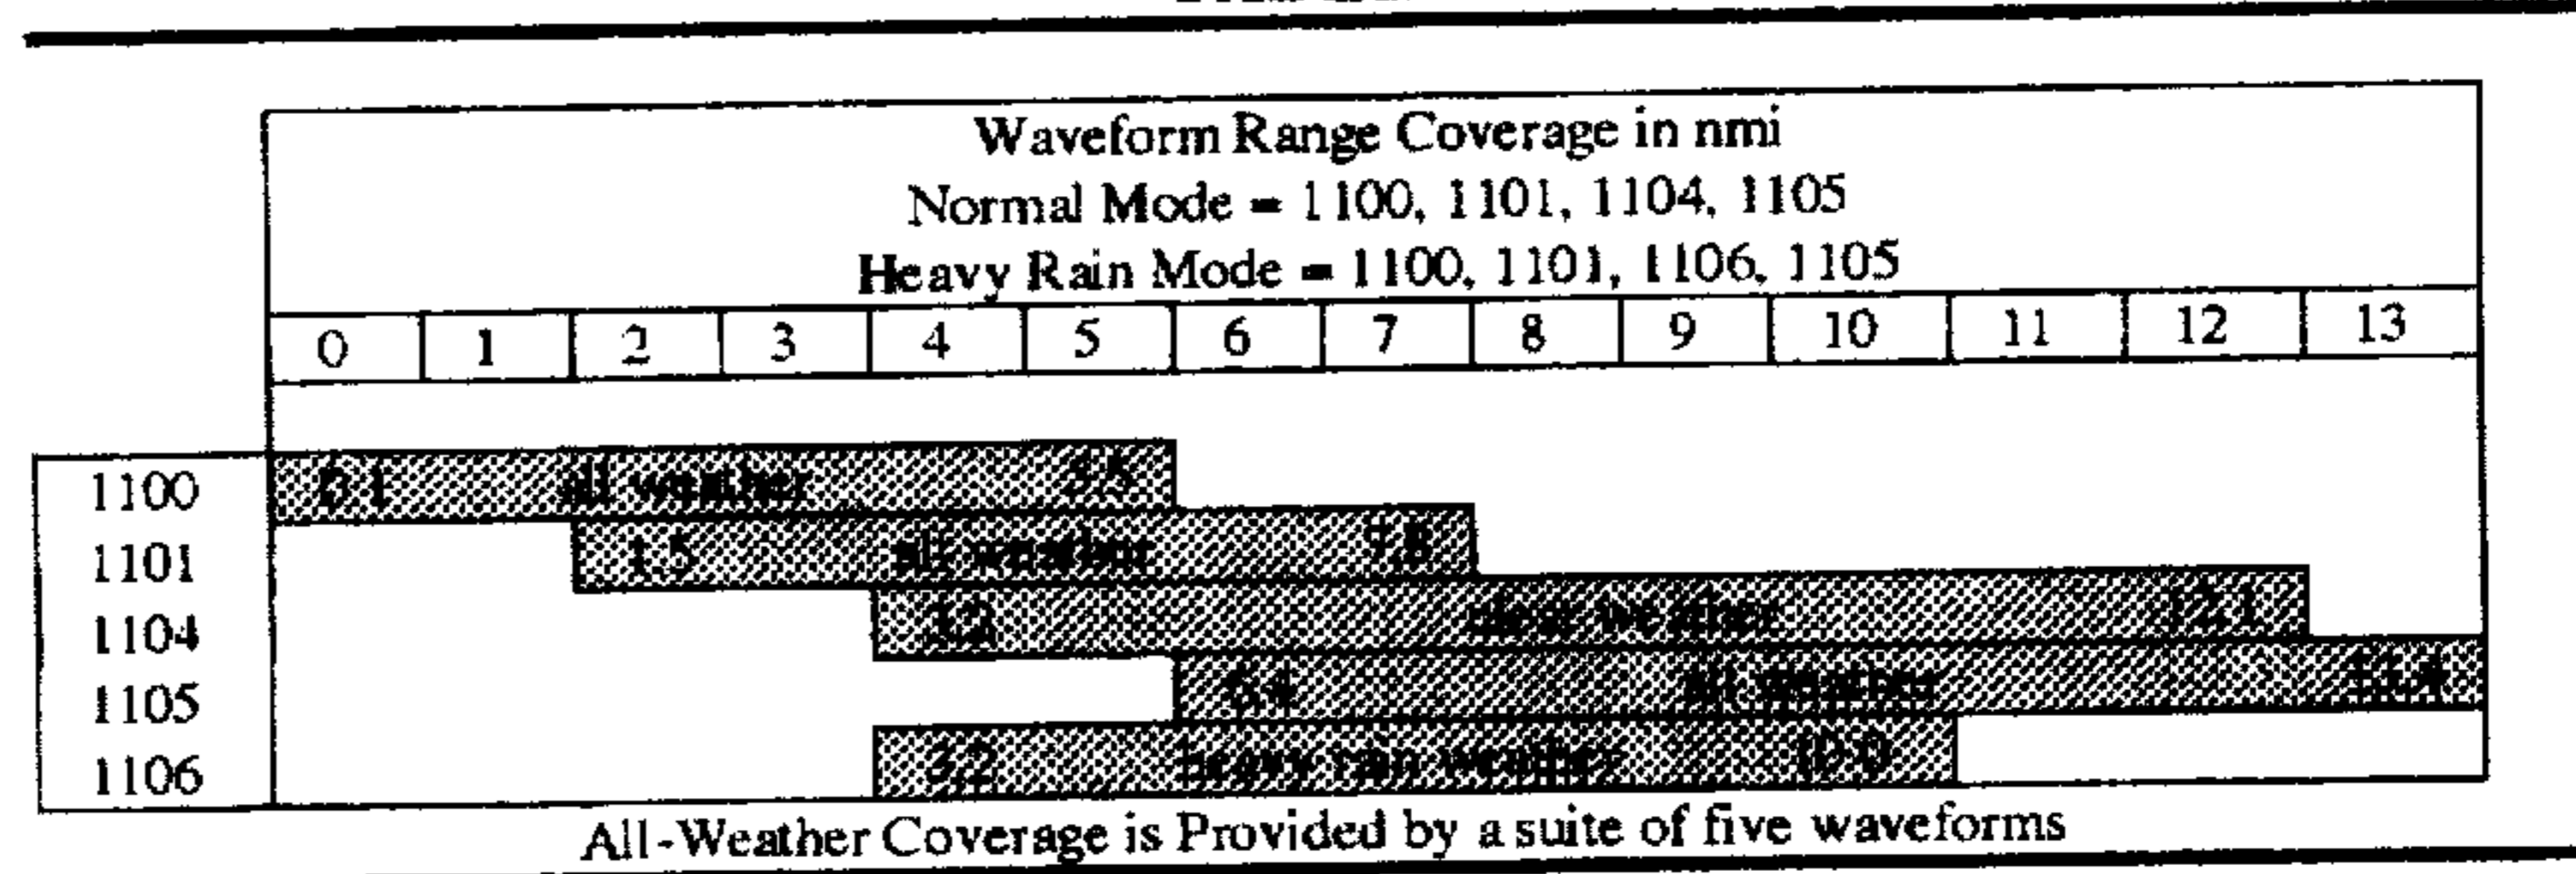 Waveform Range Coverage in nmi
Normal Mode = 1100, 1101, 1104, 1105
Heavy Rain Mode = 1100, 1101, 1106, 1105
0 1 2 3 4 5 6 7 8 9 10 11 12 13
1100 0.1 all weather 5.5
1101 1.5 all weather 7.8
1104 3.2 clear weather 12.1
1105 6.4 all weather
1106 3.2 heavy rain weather
All-Weather Coverage is Provided by a suite of five waveforms